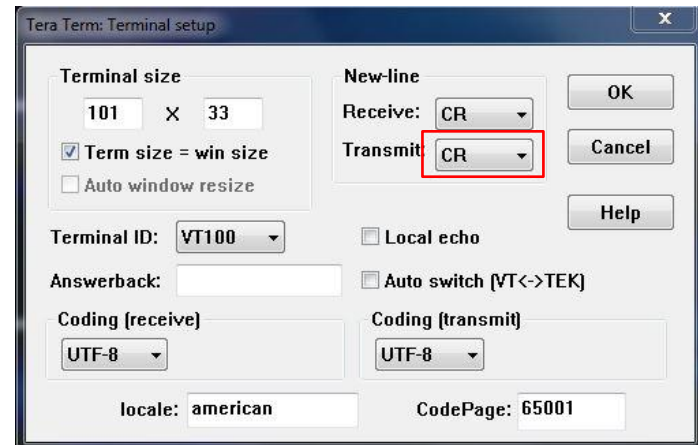 Tera Term: Terminal setup
x
Terminal size
101 X 33
Term size = win size
Auto window resize
New-line
Receive: CR
Transmit: CR
OK
Cancel
Help
Terminal ID: VT100
Local echo
Answerback:
Auto switch (VT<->TEK)
Coding (receive)
UTF-8
Coding (transmit)
UTF-8
locale: american
CodePage: 65001